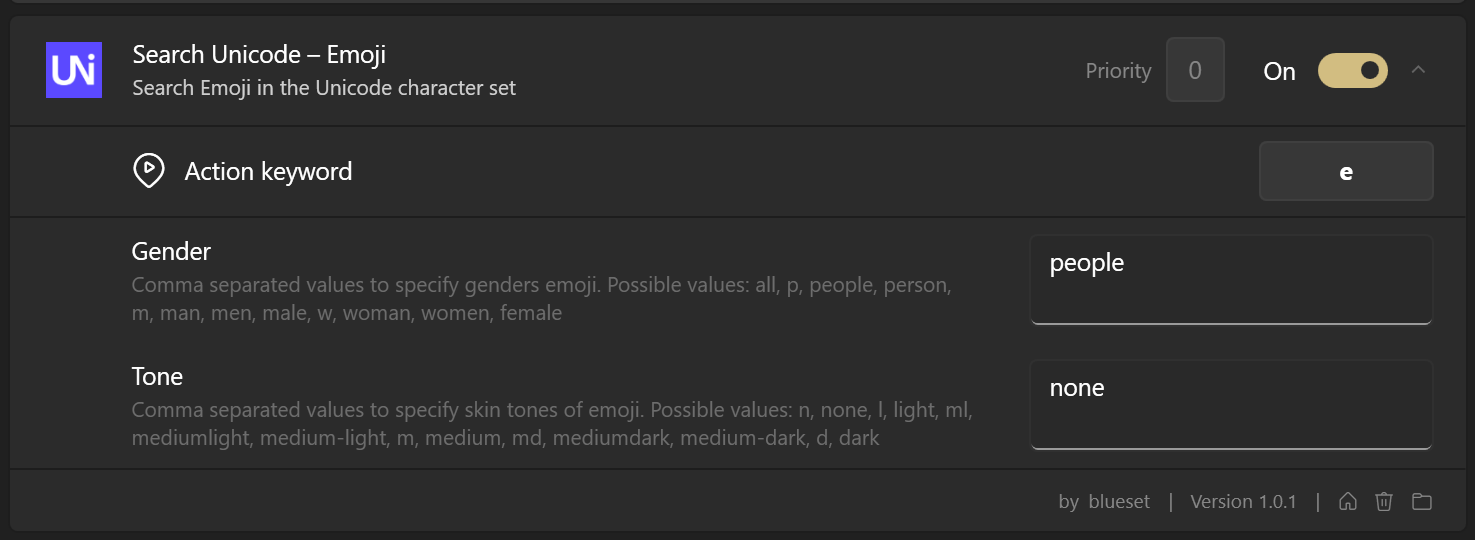 UNi
Search Unicode – Emoji
Search Emoji in the Unicode character set
Priority 0 On
Action keyword
e
Gender
Comma separated values to specify genders emoji. Possible values: all, p, people, person,
m, man, men, male, w, woman, women, female
people
Tone
Comma separated values to specify skin tones of emoji. Possible values: n, none, l, light, ml,
mediumlight, medium-light, m, medium, md, mediumdark, medium-dark, d, dark
none
by blueset | Version 1.0.1 |